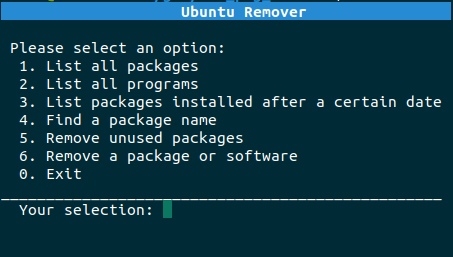 Ubuntu Remover
Please select an option:
1. List all packages
2. List all programs
3. List packages installed after a certain date
4. Find a package name
5. Remove unused packages
6. Remove a package or software
0. Exit
Your selection: